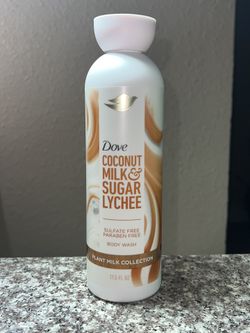 Dove
COCONUT
MILK &
SUGAR
LYCHEE
SULFATE FREE
PARABEN FREE
BODY WASH
PLANT MILK COLLECTION